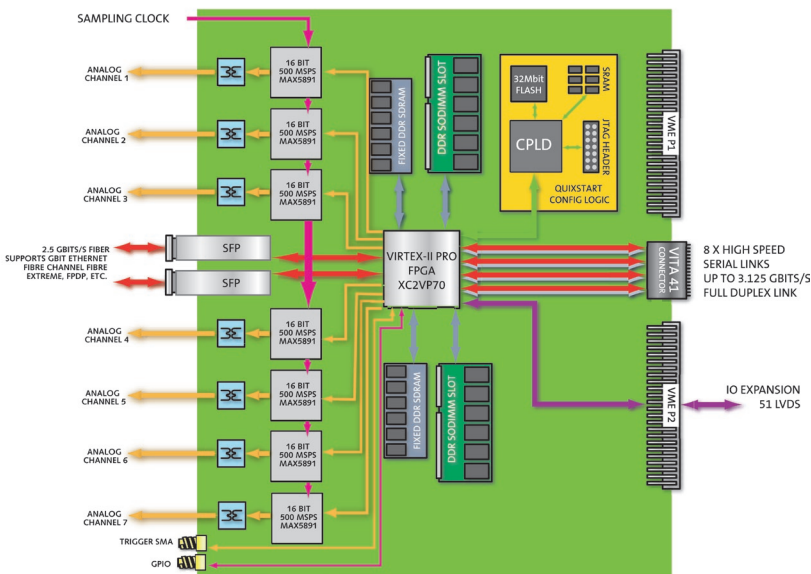 SAMPLING CLOCK
ANALOG
CHANNEL 1
16 BIT
500 MSPS
MAX5891
ANALOG
CHANNEL 2
16 BIT
500 MSPS
MAX5891
ANALOG
CHANNEL 3
16 BIT
500 MSPS
MAX5891
2.5 GBITS/S FIBER
SUPPORTS GBIT ETHERNET
FIBRE CHANNEL FIBRE
EXTREME, FPDP, ETC.
SFP
SFP
ANALOG
CHANNEL 4
16 BIT
500 MSPS
MAX5891
ANALOG
CHANNEL 5
16 BIT
500 MSPS
MAX5891
ANALOG
CHANNEL 6
16 BIT
500 MSPS
MAX5891
ANALOG
CHANNEL 7
16 BIT
500 MSPS
MAX5891
TRIGGER SMA
GPIO
FIXED DDR SDRAM
DDR SODIMM SLOT
VIRTEX-II PRO
FPGA
XC2VP70
FIXED DDR SDRAM
DDR SODIMM SLOT
32Mbit
FLASH
SRAM
CPLD
JTAG HEADER
QUIXSTART
CONFIG LOGIC
VME P1
VITA 41
CONNECTOR
8 X HIGH SPEED
SERIAL LINKS
UP TO 3.125 GBITS/S
FULL DUPLEX LINK
VME P2
IO EXPANSION
51 LVDS